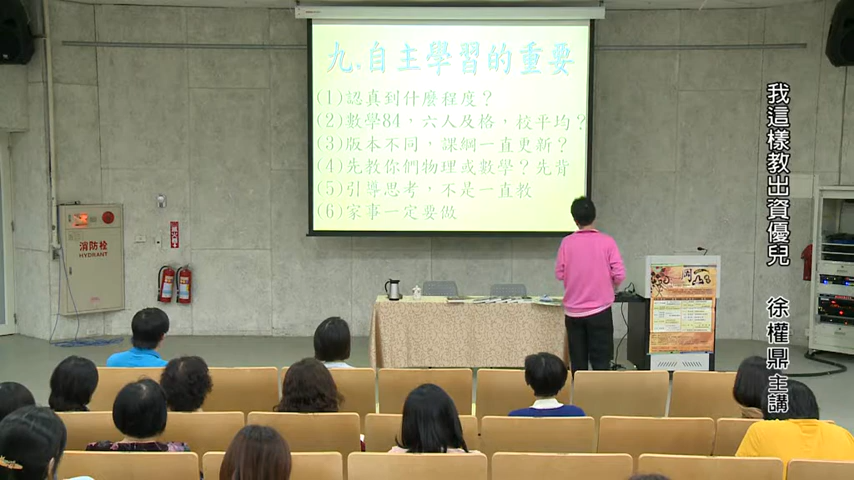 九.自主學習的重要
(1)認真到什麼程度？
(2)數學84，六人及格，校平均？
(3)版本不同，課綱一直更新？
(4)先教你們物理或數學？先背
(5)引導思考，不是一直教
(6)家事一定要做
我這樣教出資優兒 徐權鼎主講
消防栓
HYDRANT
滅火器